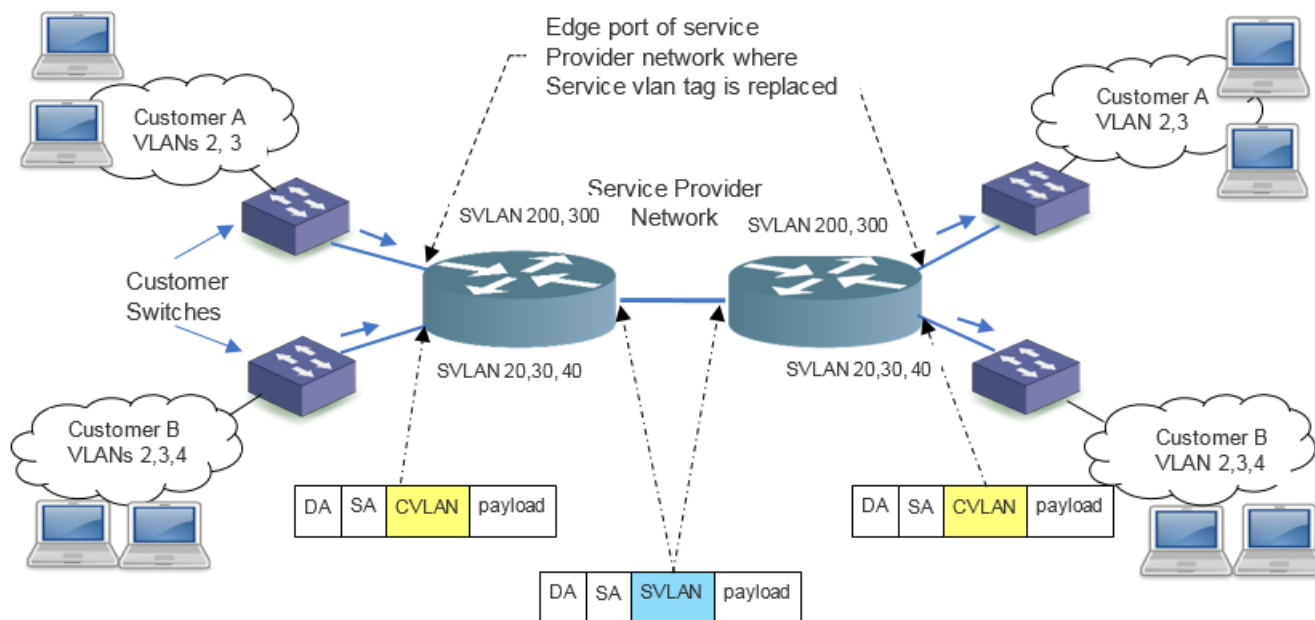 Edge port of service
Provider network where
Service vlan tag is replaced
Customer A
VLANs 2, 3
Customer A
VLAN 2,3
Service Provider
Network
SVLAN 200, 300
SVLAN 200, 300
Customer
Switches
SVLAN 20,30, 40
SVLAN 20,30, 40
Customer B
VLANs 2,3,4
Customer B
VLAN 2,3,4
DA SA CVLAN payload
DA SA CVLAN payload
DA SA SVLAN payload